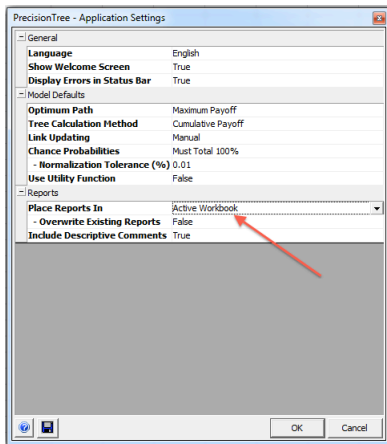 PrecisionTree - Application Settings
General
Language English
Show Welcome Screen True
Display Errors in Status Bar True
Model Defaults
Optimum Path Maximum Payoff
Tree Calculation Method Cumulative Payoff
Link Updating Manual
Chance Probabilities Must Total 100%
- Normalization Tolerance (%) 0.01
Use Utility Function False
Reports
Place Reports In Active Workbook
- Overwrite Existing Reports False
Include Descriptive Comments True
OK Cancel